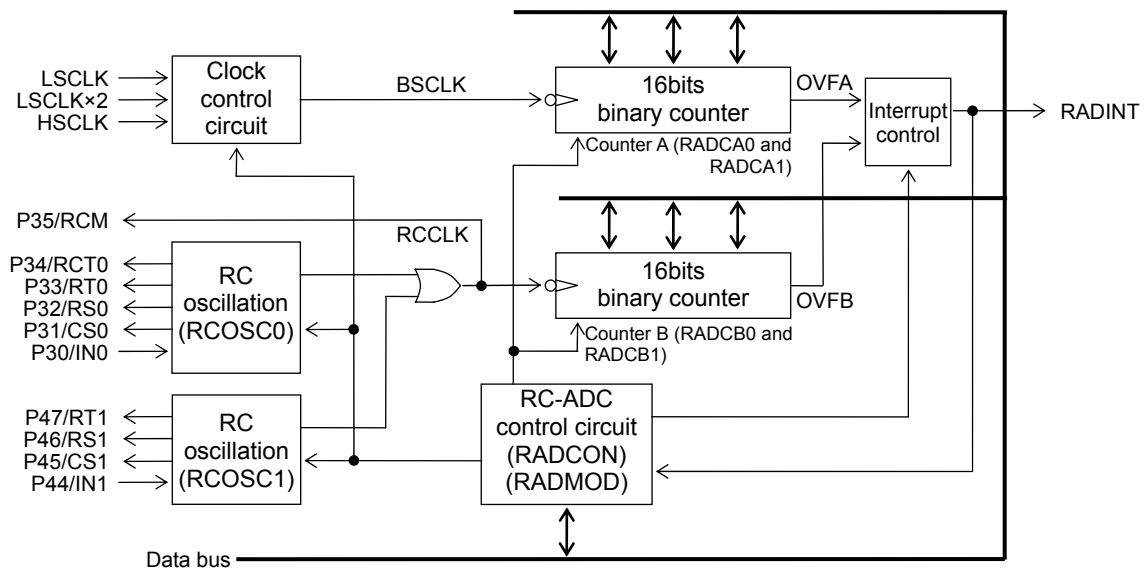 LSCLK
LSCLK×2
HSCLK
Clock
control
circuit
BSCLK
16bits
binary counter
Counter A (RADCA0 and
RADCA1)
OVFA
Interrupt
control
RADINT
P35/RCM
RCCLK
P34/RCT0
P33/RT0
P32/RS0
P31/CS0
P30/IN0
RC
oscillation
(RCOSC0)
16bits
binary counter
Counter B (RADCB0 and
RADCB1)
OVFB
P47/RT1
P46/RS1
P45/CS1
P44/IN1
RC
oscillation
(RCOSC1)
RC-ADC
control circuit
(RADCON)
(RADMOD)
Data bus